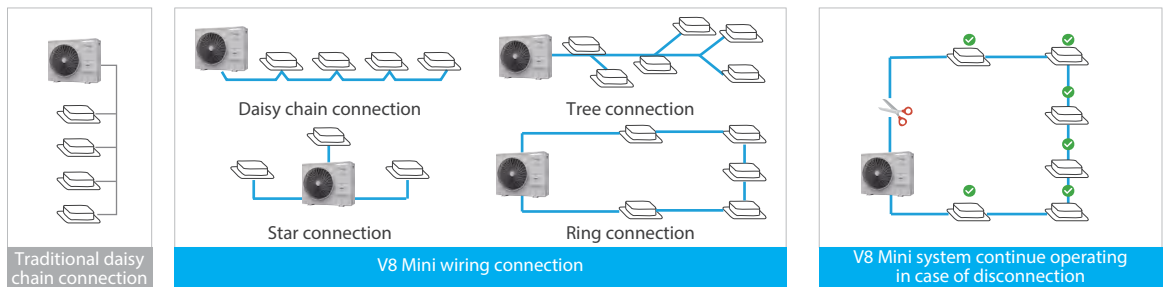 Daisy chain connection
Tree connection
Star connection
Ring connection
Traditional daisy
chain connection
V8 Mini wiring connection
V8 Mini system continue operating
in case of disconnection